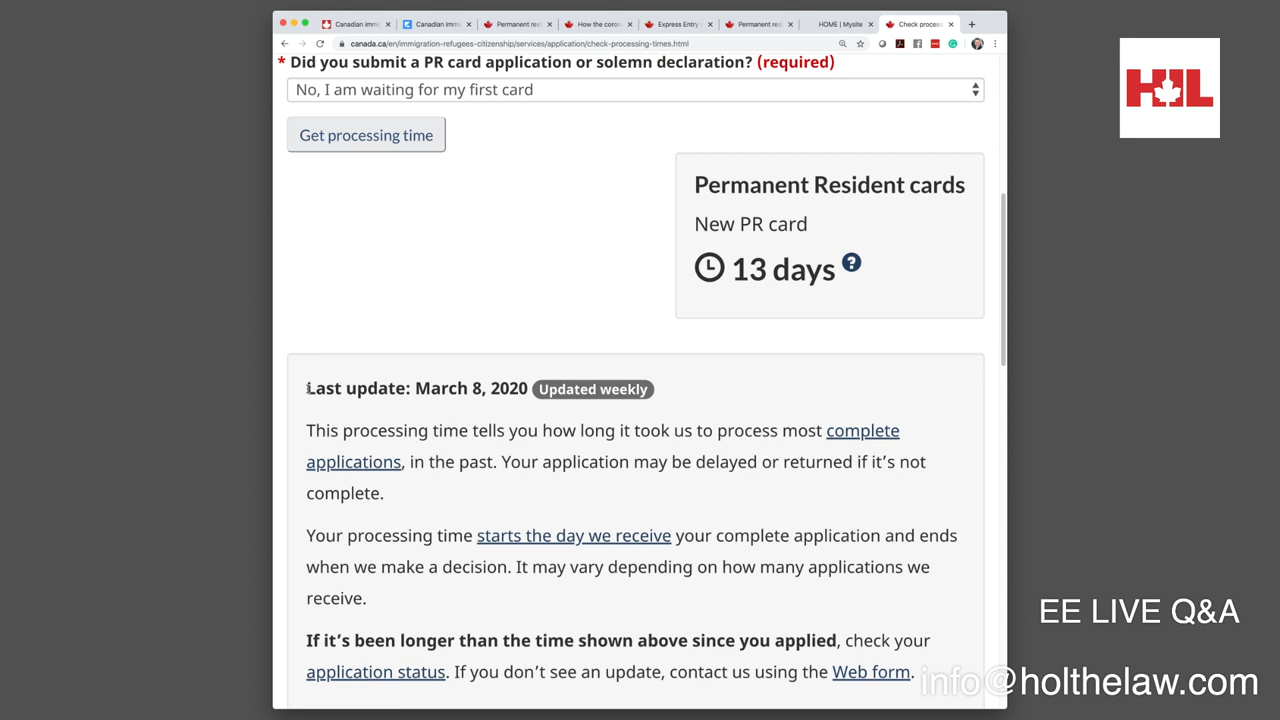 Canadian immi
Canadian Immi
Permanent res
How the coron
Express Entry
Permanent res
HOME | Mysite
Check process
canada.ca/en/immigration-refugees-citizenship/services/application/check-processing-times.html
* Did you submit a PR card application or solemn declaration? (required)
No, I am waiting for my first card
Get processing time
Permanent Resident cards
New PR card
13 days ?
Last update: March 8, 2020 Updated weekly
This processing time tells you how long it took us to process most complete
applications, in the past. Your application may be delayed or returned if it’s not
complete.
Your processing time starts the day we receive your complete application and ends
when we make a decision. It may vary depending on how many applications we
receive.
If it’s been longer than the time shown above since you applied, check your
application status. If you don’t see an update, contact us using the Web form.
HIL
EE LIVE Q&A
info@holthelaw.com